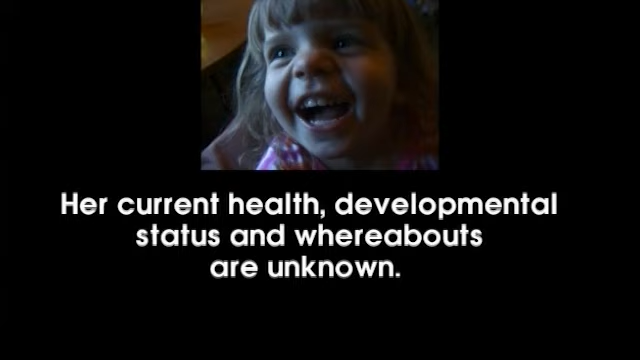 Her current health, developmental
status and whereabouts
are unknown.